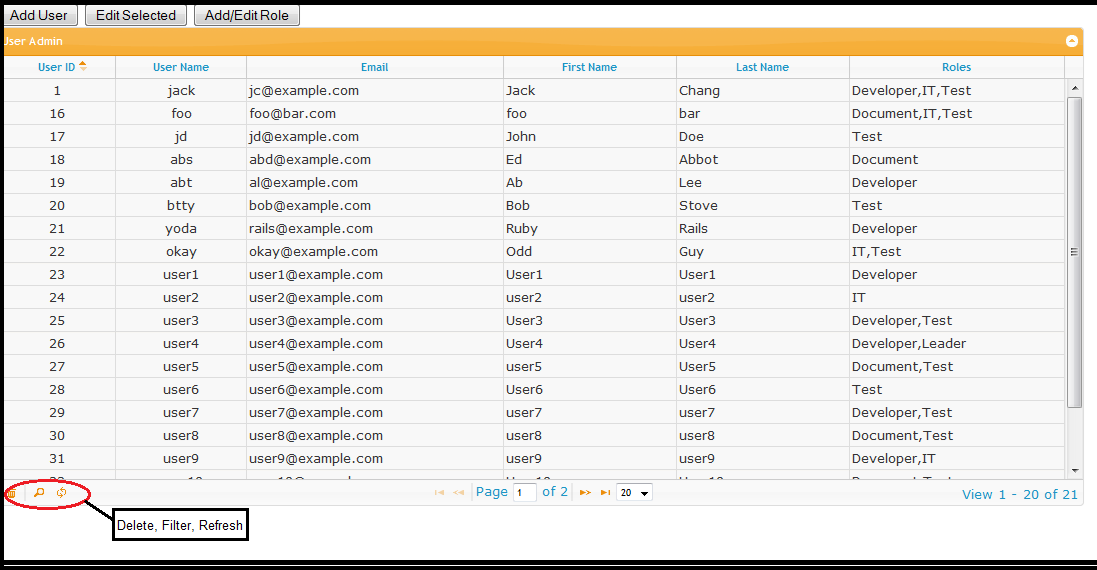 Add User Edit Selected Add/Edit Role
User Admin
User ID User Name Email First Name Last Name Roles
1 jack jc@example.com Jack Chang Developer,IT,Test
16 foo foo@bar.com foo bar Document,IT,Test
17 jd jd@example.com John Doe Test
18 abs abd@example.com Ed Abbot Document
19 abt al@example.com Ab Lee Developer
20 btty bob@example.com Bob Stove Test
21 yoda rails@example.com Ruby Rails Developer
22 okay okay@example.com Odd Guy IT,Test
23 user1 user1@example.com User1 User1 Developer
24 user2 user2@example.com user2 user2 IT
25 user3 user3@example.com User3 User3 Developer,Test
26 user4 user4@example.com User4 User4 Developer,Leader
27 user5 user5@example.com user5 User5 Document,Test
28 user6 user6@example.com User6 User6 Test
29 user7 user7@example.com user7 user7 Developer,Test
30 user8 user8@example.com user8 user8 Document,Test
31 user9 user9@example.com user9 user9 Developer,IT
Page 1 of 2 20 View 1 - 20 of 21
Delete, Filter, Refresh